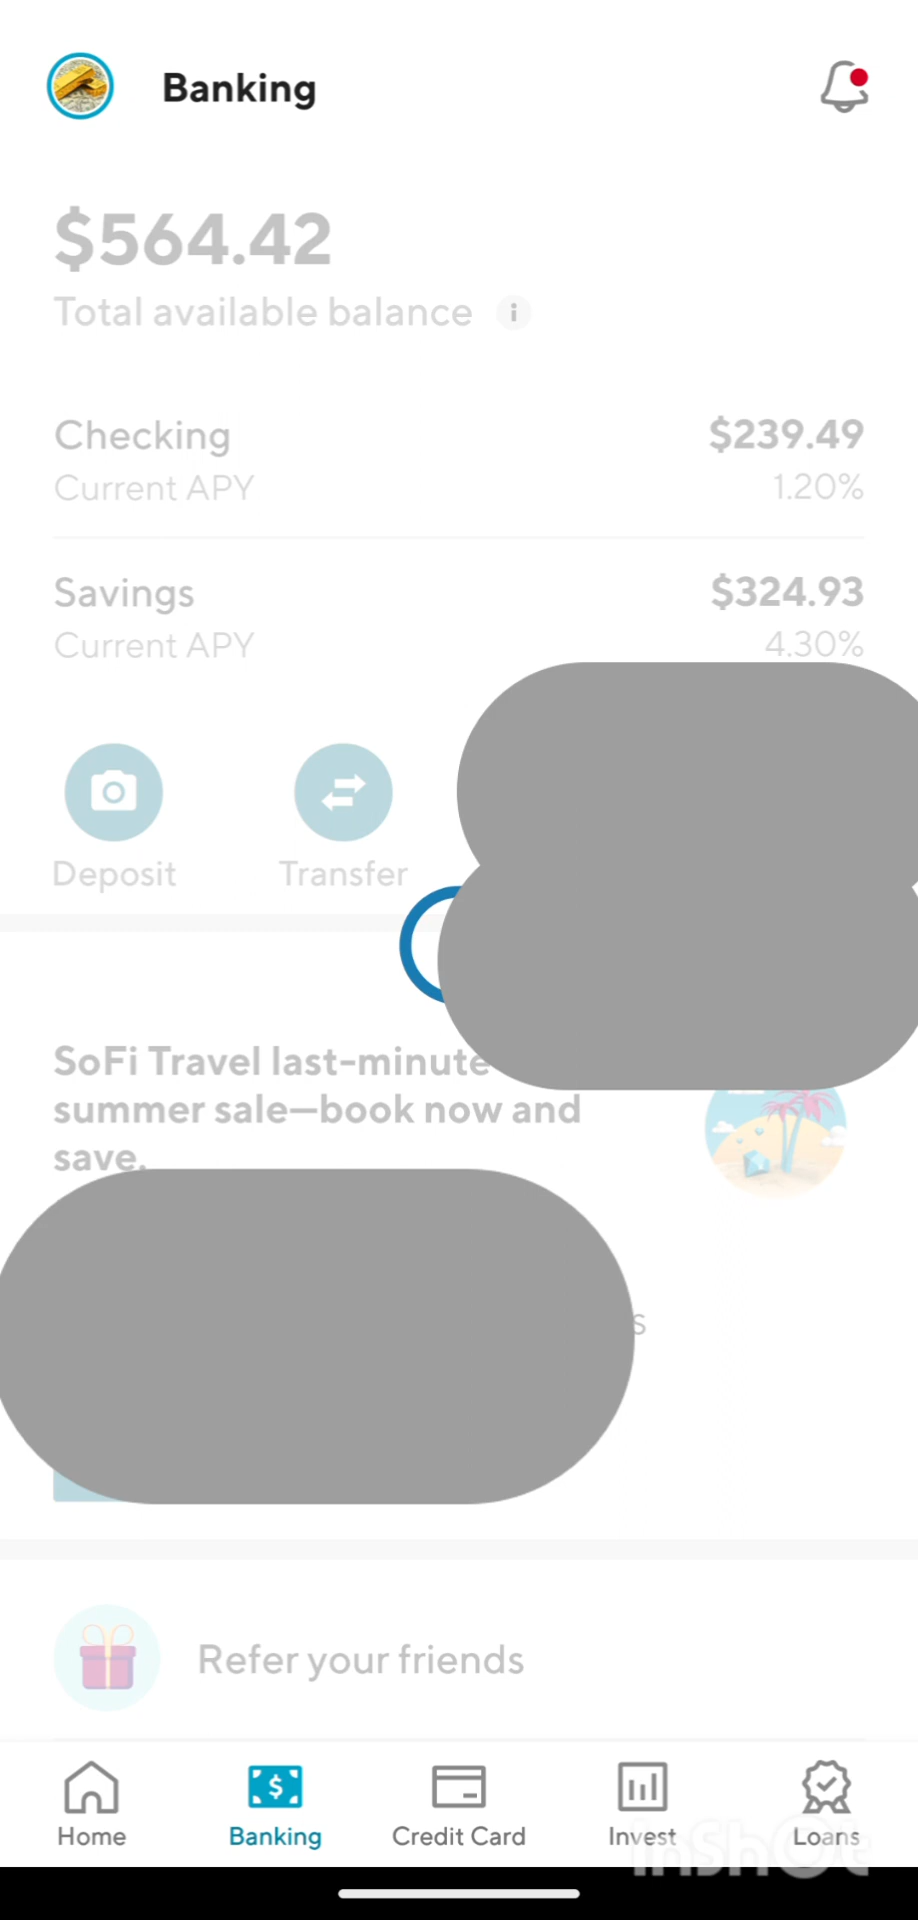 Banking
$564.42
Total available balance i
Checking $239.49
Current APY 1.20%
Savings $324.93
Current APY 4.30%
Deposit Transfer
SoFi Travel last-minute
summer sale—book now and
save.
s
Refer your friends
$
Home Banking Credit Card Invest Loans
InShOt